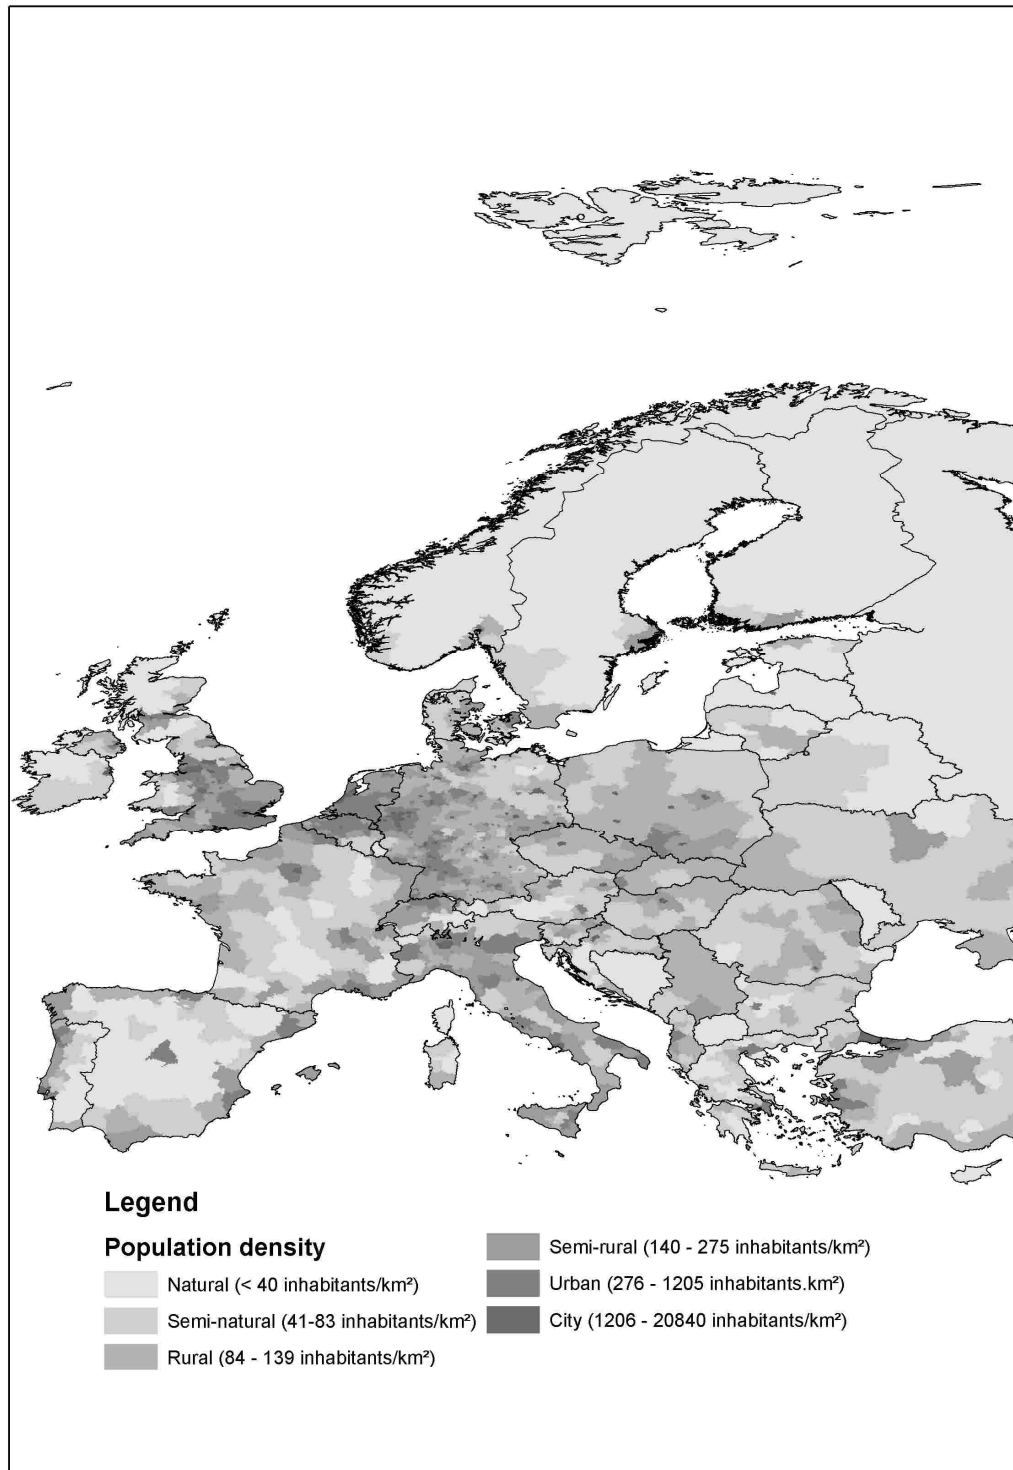 Legend
Population density
Natural (< 40 inhabitants/km²)
Semi-natural (41-83 inhabitants/km²)
Rural (84 - 139 inhabitants/km²)
Semi-rural (140 - 275 inhabitants/km²)
Urban (276 - 1205 inhabitants.km²)
City (1206 - 20840 inhabitants/km²)